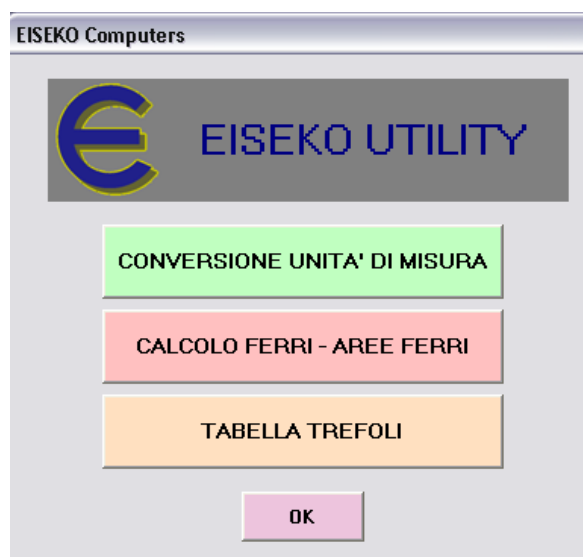 EISEKO Computers
EISEKO UTILITY
CONVERSIONE UNITA' DI MISURA
CALCOLO FERRI - AREE FERRI
TABELLA TREFOLI
OK